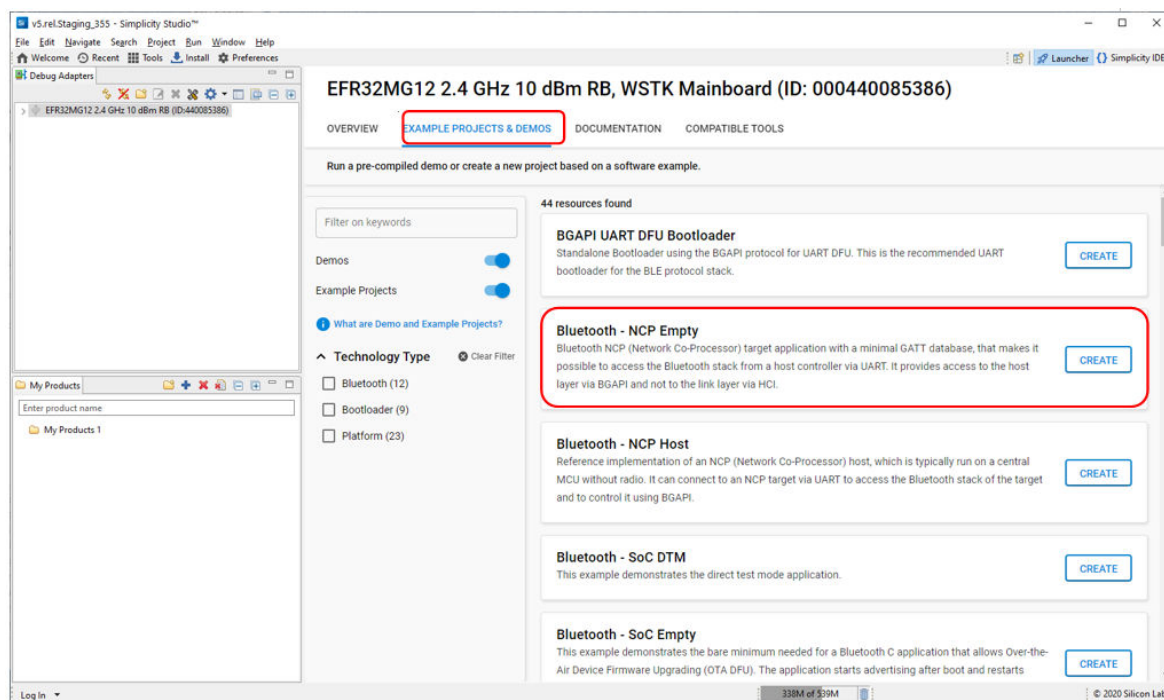 v5.rel.Staging_355 - Simplicity Studio™
File Edit Navigate Search Project Run Window Help
Welcome Recent Tools Install Preferences
Launcher {} Simplicity IDE
Debug Adapters
EFR32MG12 2.4 GHz 10 dBm RB (ID:440085386)
My Products
Enter product name
My Products 1
EFR32MG12 2.4 GHz 10 dBm RB, WSTK Mainboard (ID: 000440085386)
OVERVIEW EXAMPLE PROJECTS & DEMOS DOCUMENTATION COMPATIBLE TOOLS
Run a pre-compiled demo or create a new project based on a software example.
Filter on keywords
Demos
Example Projects
What are Demo and Example Projects?
Technology Type Clear Filter
Bluetooth (12)
Bootloader (9)
Platform (23)
44 resources found
BGAPI UART DFU Bootloader
Standalone Bootloader using the BGAPI protocol for UART DFU. This is the recommended UART
bootloader for the BLE protocol stack.
CREATE
Bluetooth - NCP Empty
Bluetooth NCP (Network Co-Processor) target application with a minimal GATT database, that makes it
possible to access the Bluetooth stack from a host controller via UART. It provides access to the host
layer via BGAPI and not to the link layer via HCI.
CREATE
Bluetooth - NCP Host
Reference implementation of an NCP (Network Co-Processor) host, which is typically run on a central
MCU without radio. It can connect to an NCP target via UART to access the Bluetooth stack of the target
and to control it using BGAPI.
CREATE
Bluetooth - SoC DTM
This example demonstrates the direct test mode application.
CREATE
Bluetooth - SoC Empty
This example demonstrates the bare minimum needed for a Bluetooth C application that allows Over-the-
Air Device Firmware Upgrading (OTA DFU). The application starts advertising after boot and restarts
CREATE
Log In
338M of 539M
© 2020 Silicon Lab